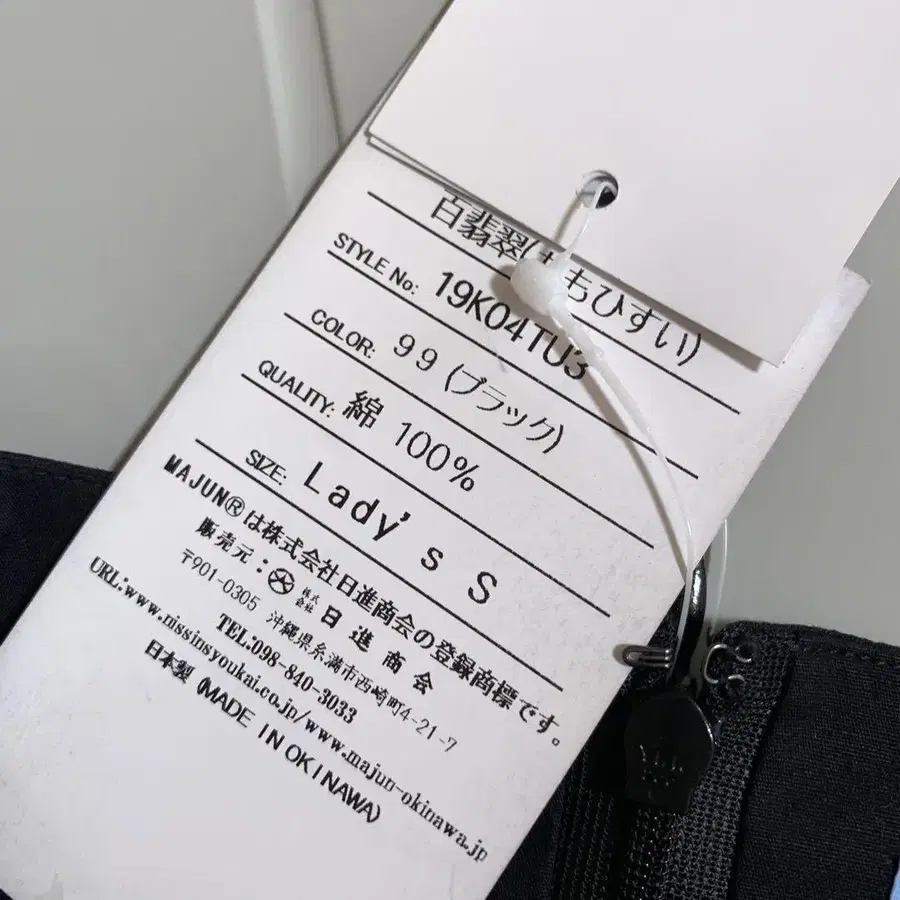 白翡翠(もひすい)
STYLE No: 19K04TU3
COLOR: 99 (ブラック)
QUALITY: 綿 100%
SIZE: Lady's S
MAJUN®は株式会社日進商会の登録商標です。
販売元: 株式会社 日進商会
〒901-0305 沖縄県糸満市西崎町4-21-7
TEL:098-840-3033
URL:www.nissinsyoukai.co.jp/www.majun-okinawa.jp
日本製 (MADE IN OKINAWA)